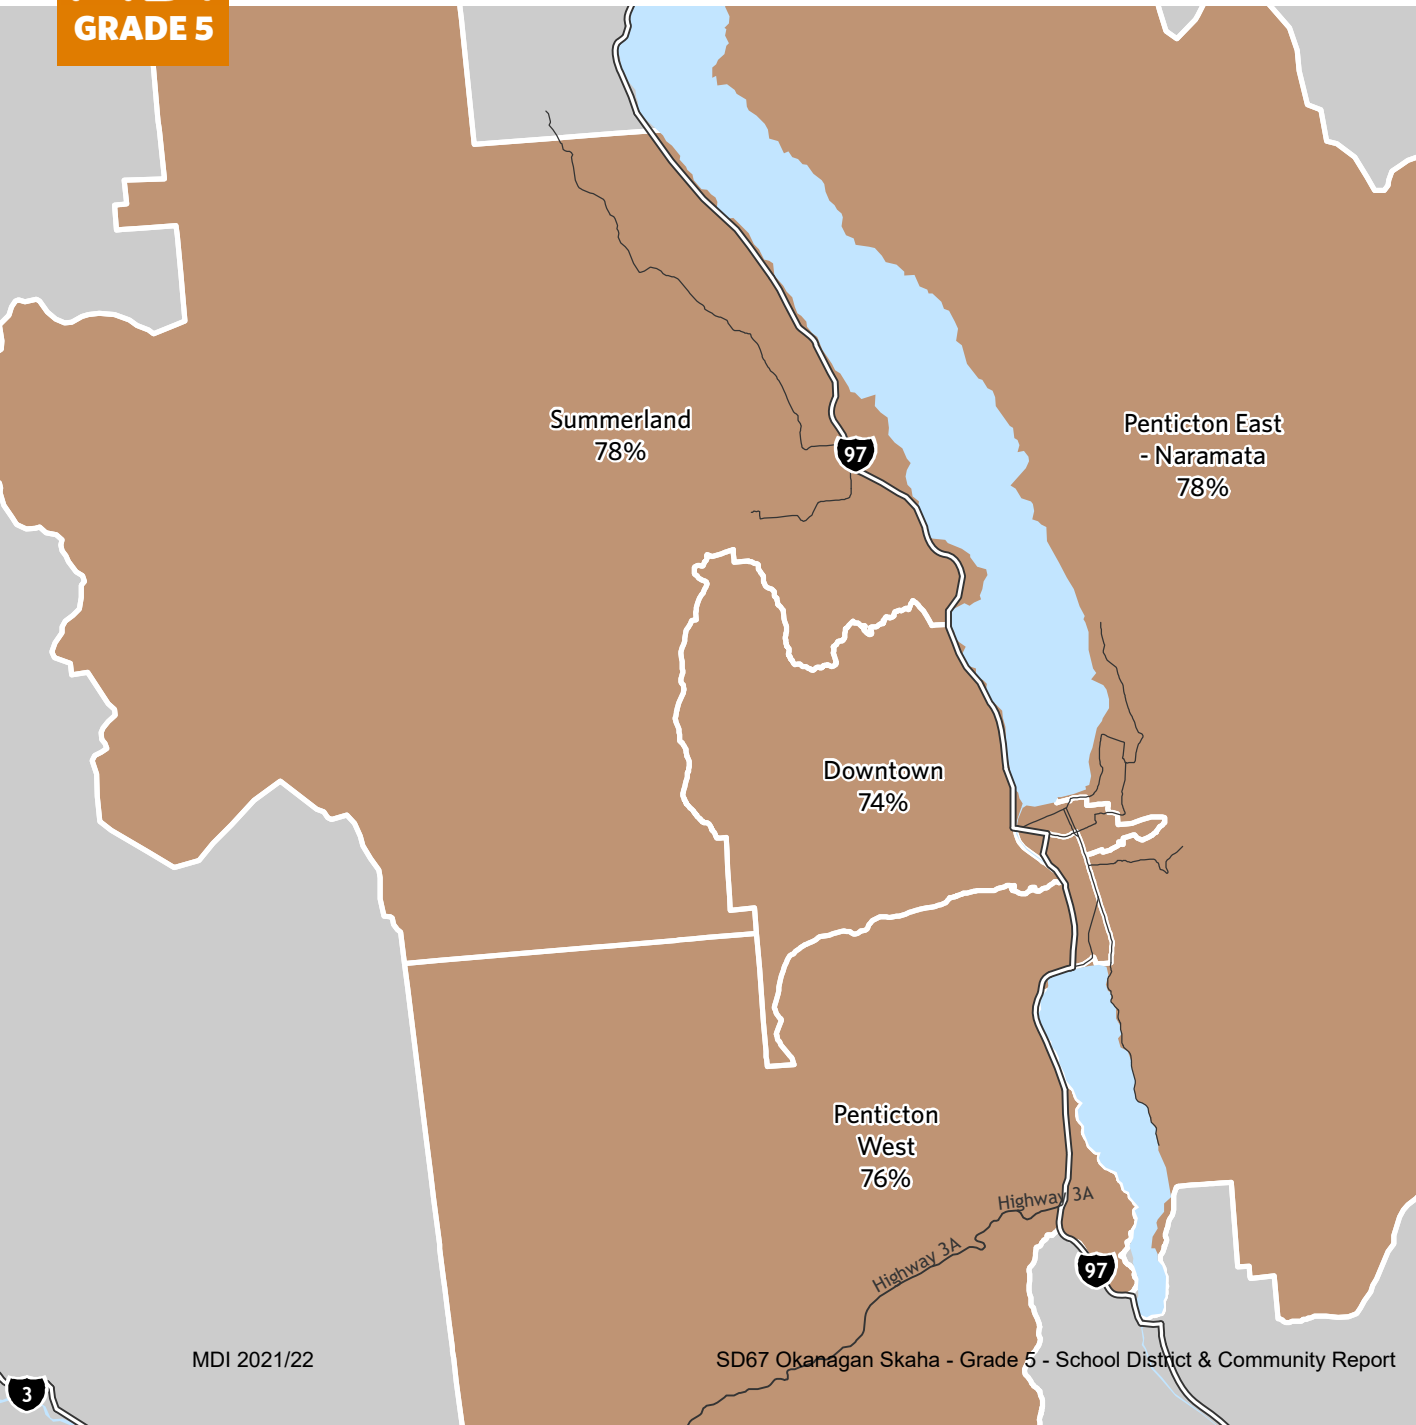 GRADE 5
Summerland
78%
97
Penticton East
- Naramata
78%
Downtown
74%
Penticton
West
76%
Highway 3A
Highway 3A
97
MDI 2021/22
SD67 Okanagan Skaha - Grade 5 - School District & Community Report
3